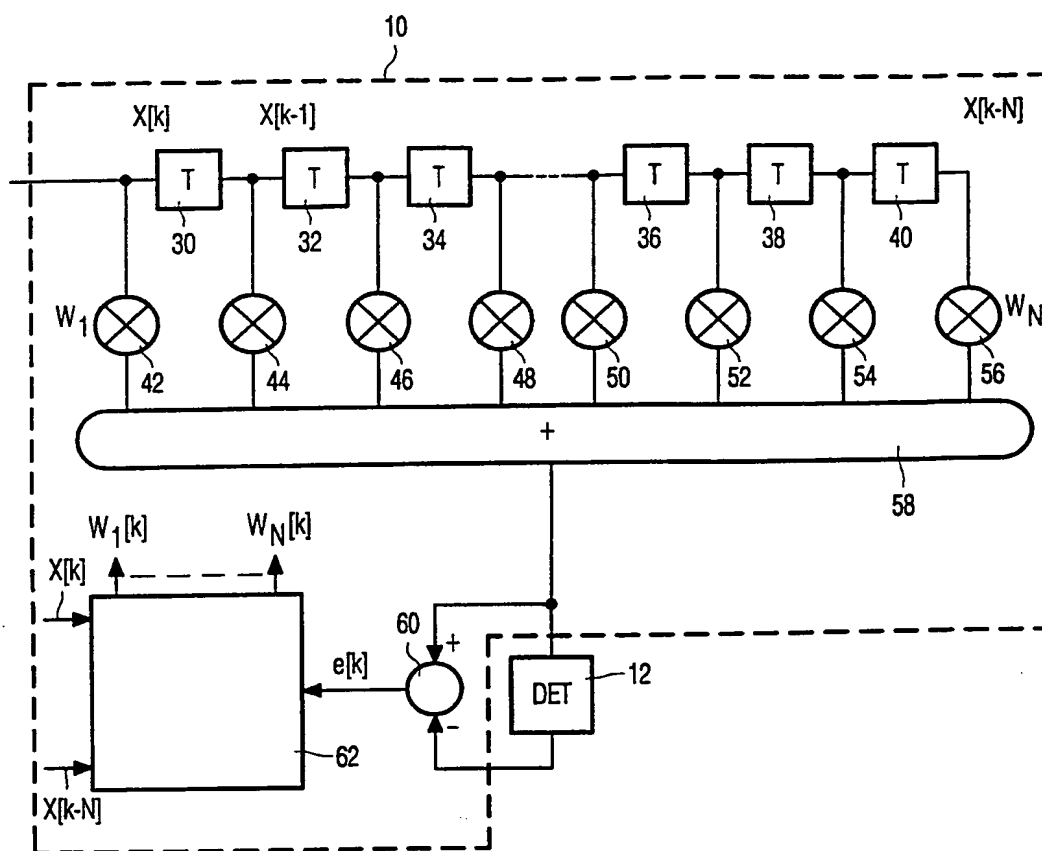 10
X[k] X[k-1] X[k-N]
T T T T T T
30 32 34 36 38 40
W1 WN
42 44 46 48 50 52 54 56
+
58
W1[k] WN[k]
X[k]
60 + 12
e[k] DET
-
62
X[k-N]